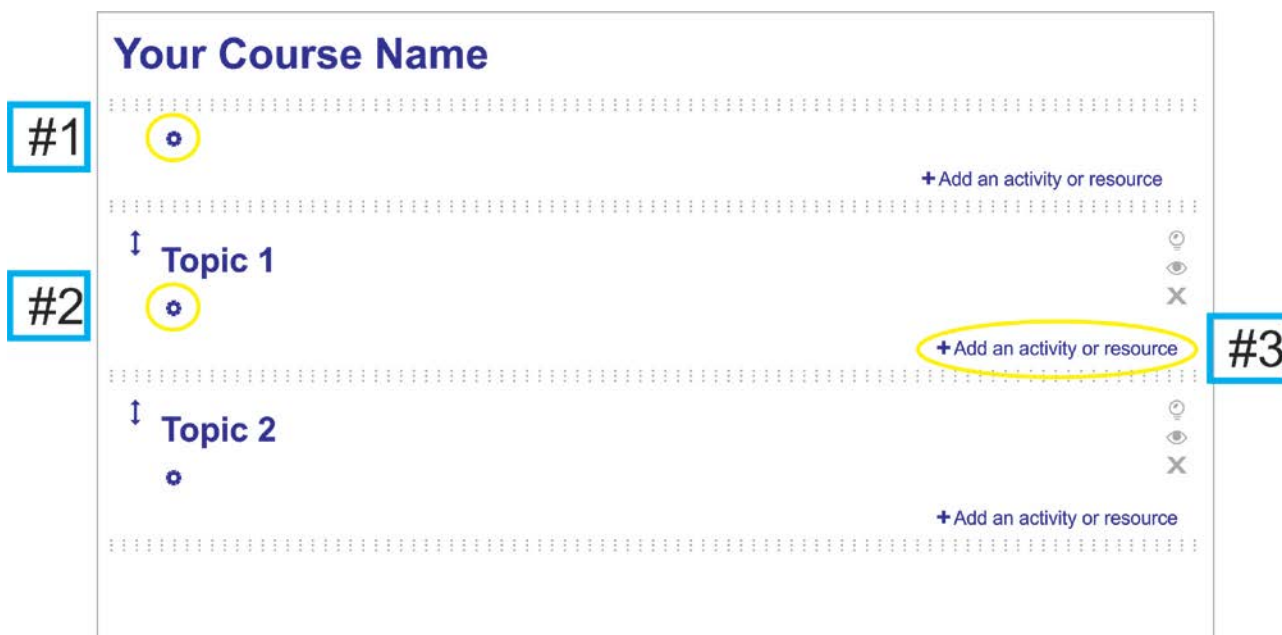 Your Course Name
#1
+Add an activity or resource
Topic 1
#2
+Add an activity or resource
#3
Topic 2
+Add an activity or resource